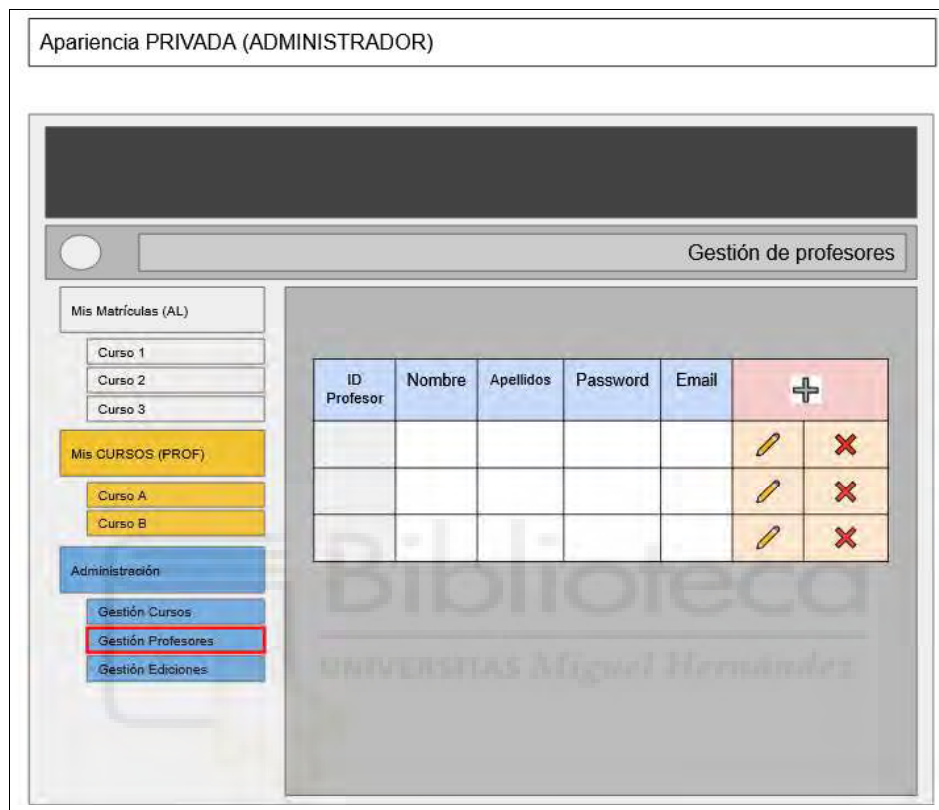 Apariencia PRIVADA (ADMINISTRADOR)
Gestión de profesores
Mis Matrículas (AL)
Curso 1
Curso 2
Curso 3
Mis CURSOS (PROF)
Curso A
Curso B
Administración
Gestión Cursos
Gestión Profesores
Gestión Ediciones
ID Profesor
Nombre
Apellidos
Password
Email
Biblioteca
UNIVERSITAS Miguel Hernández